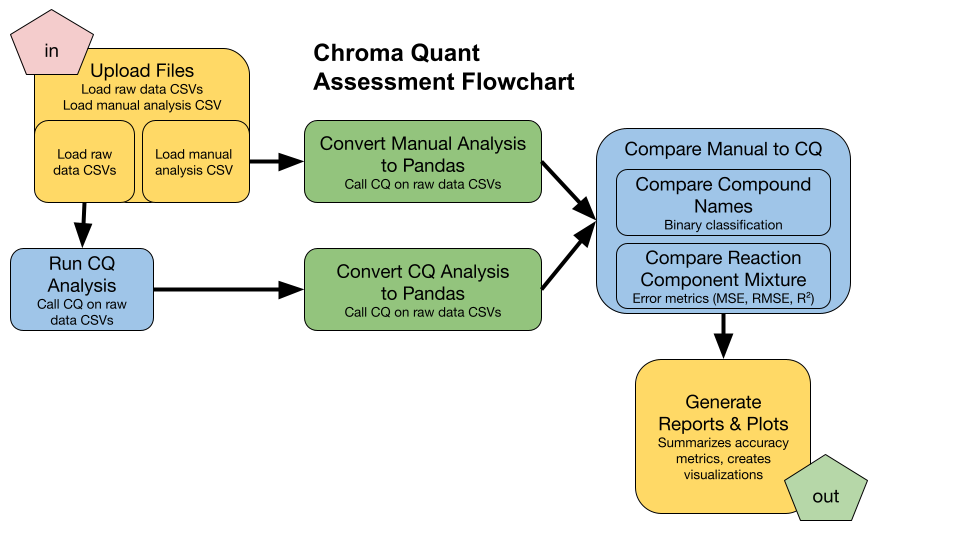 in
Chroma Quant
Assessment Flowchart
Upload Files
Load raw data CSVs
Load manual analysis CSV
Load raw
data CSVs
Load manual
analysis CSV
Convert Manual Analysis
to Pandas
Call CQ on raw data CSVs
Run CQ
Analysis
Call CQ on raw
data CSVs
Convert CQ Analysis
to Pandas
Call CQ on raw data CSVs
Compare Manual to CQ
Compare Compound
Names
Binary classification
Compare Reaction
Component Mixture
Error metrics (MSE, RMSE, R²)
Generate
Reports & Plots
Summarizes accuracy
metrics, creates
visualizations
out